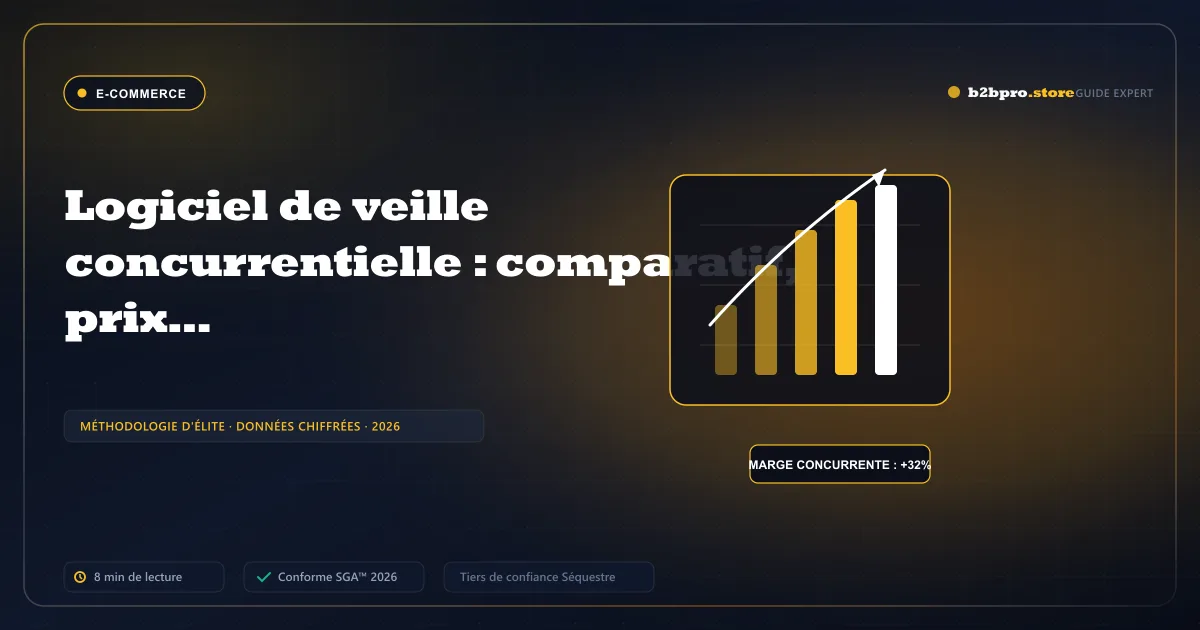 E-COMMERCE
b2bpro.store GUIDE EXPERT
Logiciel de veille
concurrentielle : comparatif,
prix...
MÉTHODOLOGIE D'ÉLITE · DONNÉES CHIFFRÉES · 2026
MARGE CONCURRENTE : +32%
8 min de lecture
Conforme SGA™ 2026
Tiers de confiance Séquestre